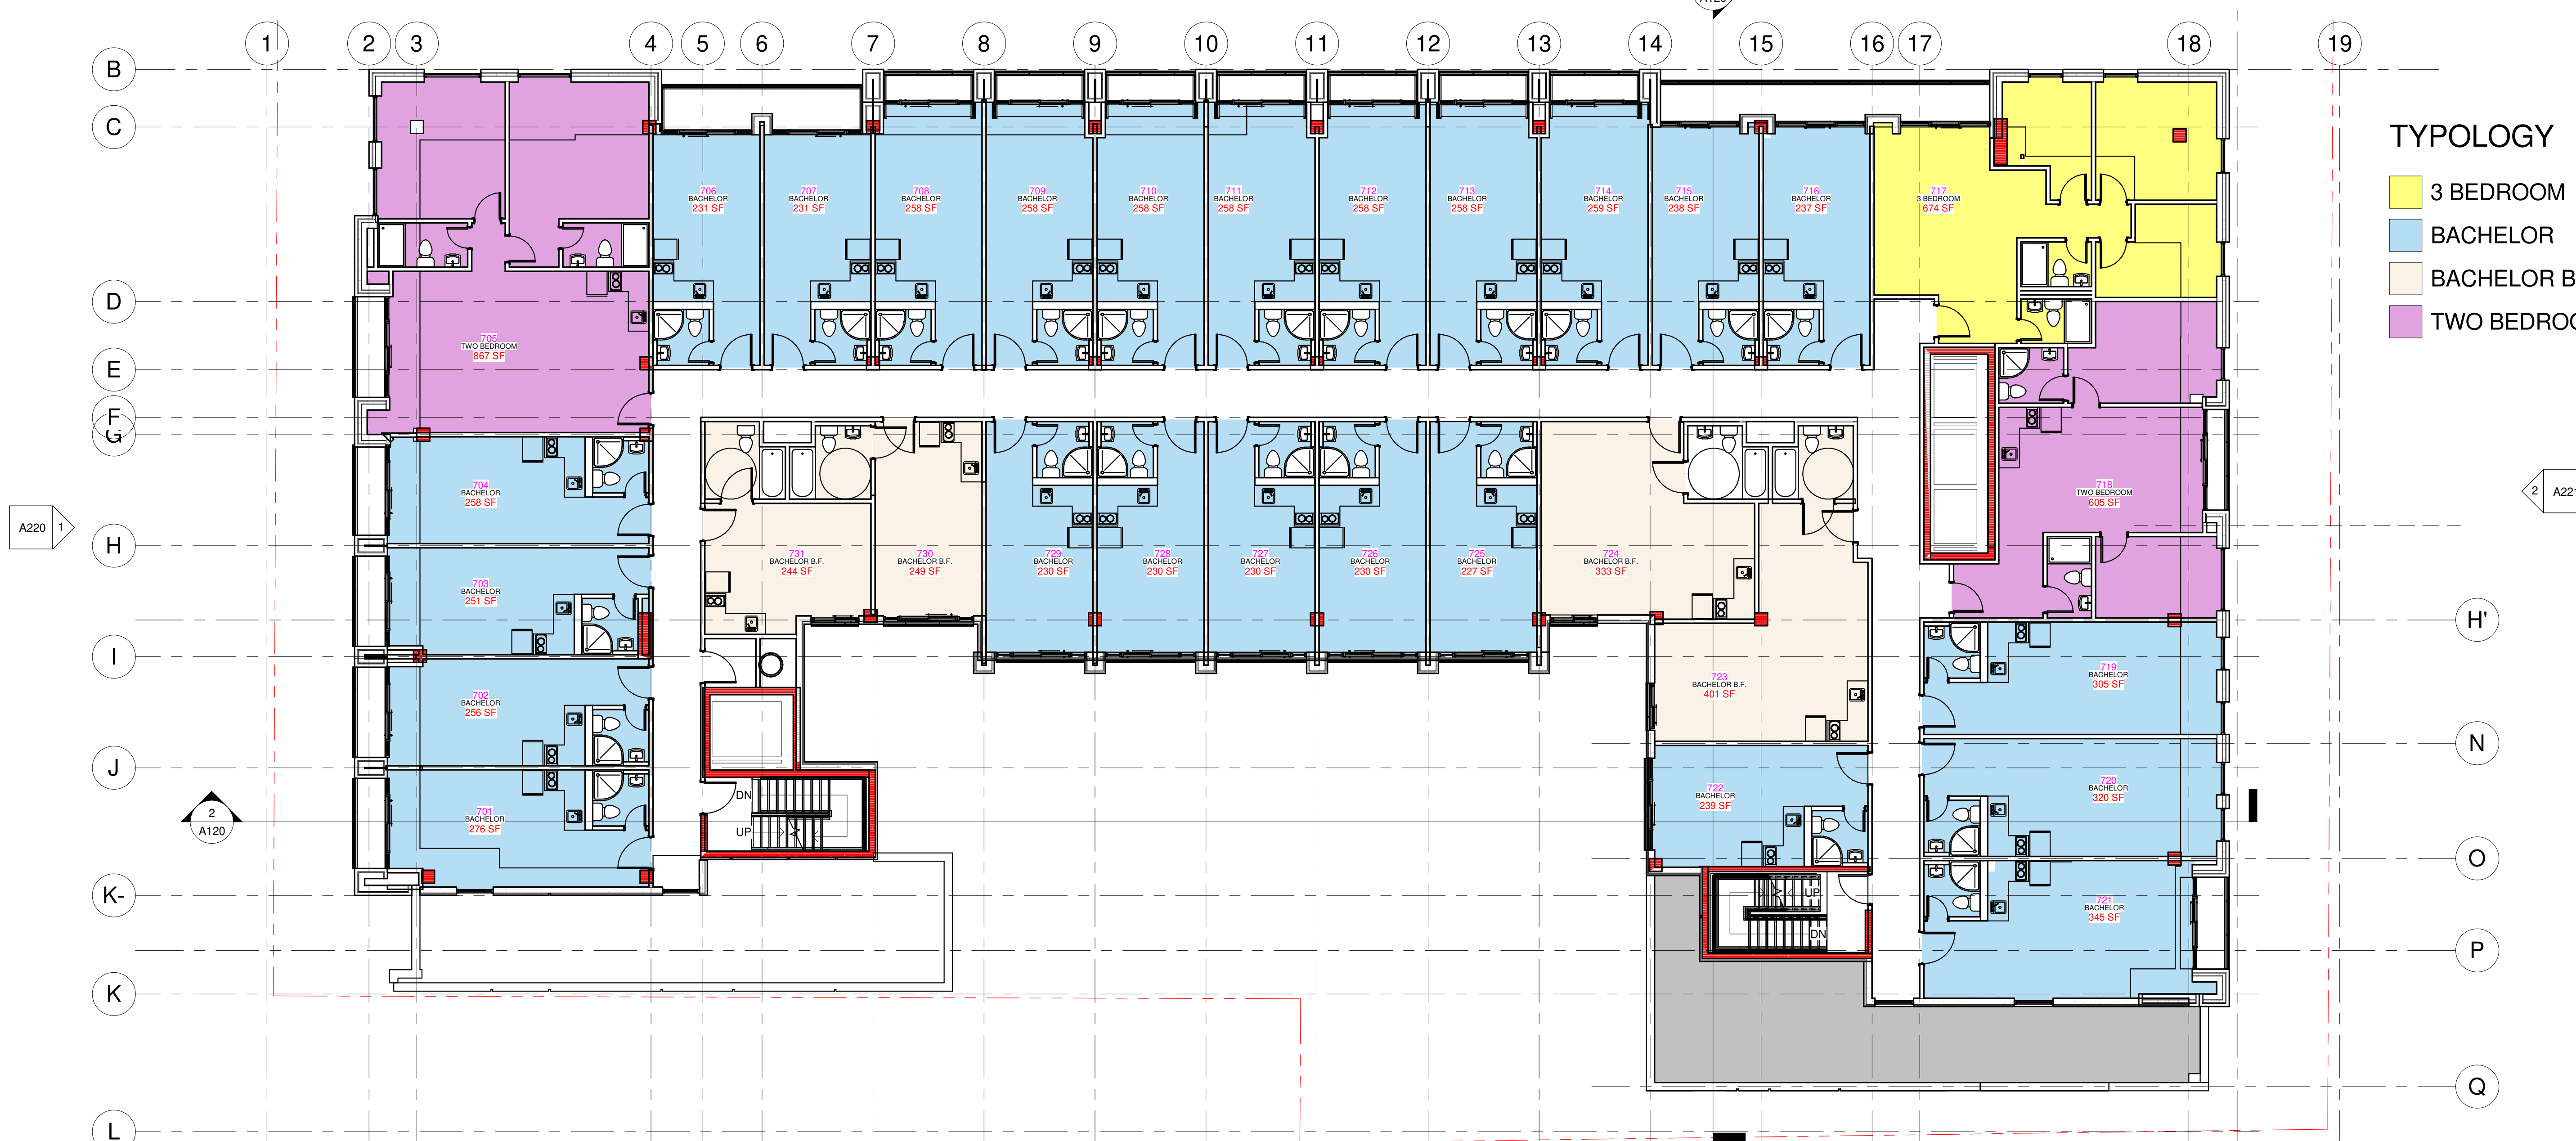 A120
1 2 3 4 5 6 7 8 9 10 11 12 13 14 15 16 17 18 19
B
C
D
E
F
G
H
I
J
K-
K
L
H'
N
O
P
Q
TYPOLOGY
3 BEDROOM
BACHELOR
BACHELOR B
TWO BEDROO
706
BACHELOR
231 SF
707
BACHELOR
231 SF
708
BACHELOR
258 SF
709
BACHELOR
258 SF
710
BACHELOR
258 SF
711
BACHELOR
258 SF
712
BACHELOR
258 SF
713
BACHELOR
258 SF
714
BACHELOR
259 SF
715
BACHELOR
238 SF
716
BACHELOR
237 SF
717
3 BEDROOM
674 SF
705
TWO BEDROOM
867 SF
704
BACHELOR
258 SF
703
BACHELOR
251 SF
702
BACHELOR
256 SF
701
BACHELOR
276 SF
731
BACHELOR B.F.
244 SF
730
BACHELOR B.F.
249 SF
729
BACHELOR
230 SF
728
BACHELOR
230 SF
727
BACHELOR
230 SF
726
BACHELOR
230 SF
725
BACHELOR
227 SF
724
BACHELOR B.F.
333 SF
723
BACHELOR B.F.
401 SF
722
BACHELOR
239 SF
718
TWO BEDROOM
605 SF
719
BACHELOR
305 SF
720
BACHELOR
320 SF
721
BACHELOR
345 SF
DN
UP
UP
DN
A220 1
2 A221
2
A120